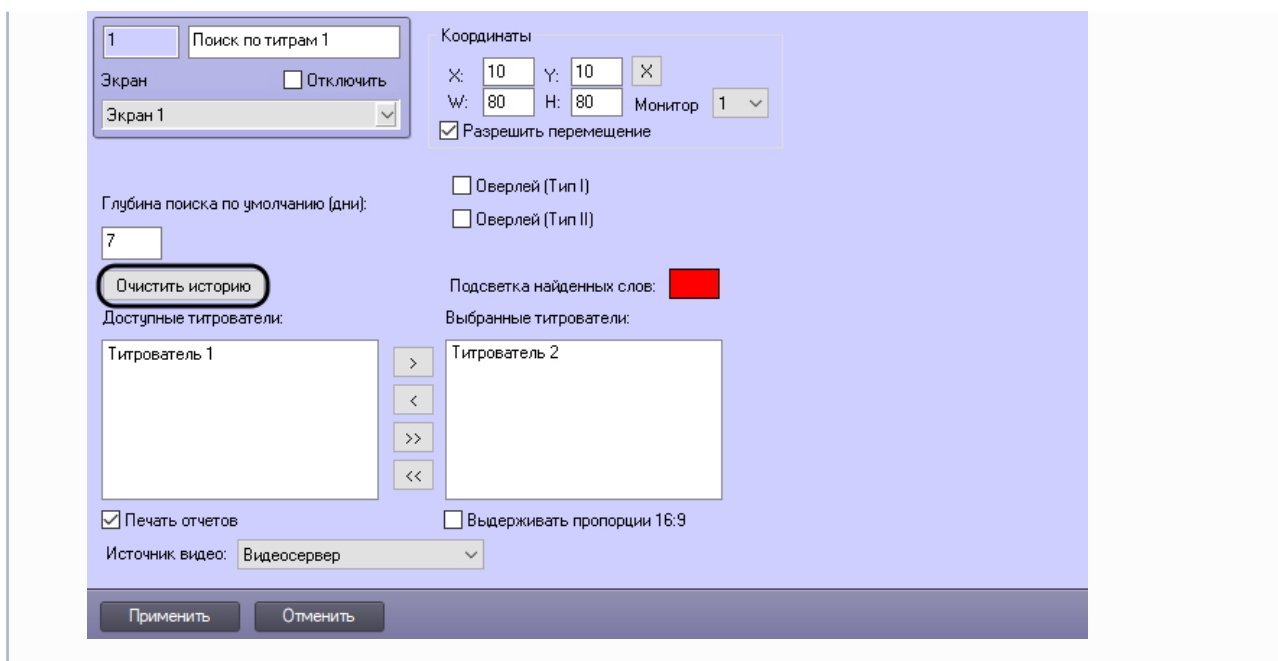 1
Поиск по титрам 1
Экран
Отключить
Экран 1
Координаты
X: 10 Y: 10 X
W: 80 H: 80 Монитор 1
Разрешить перемещение
Глубина поиска по умолчанию (дни):
7
Оверлей (Тип I)
Оверлей (Тип II)
Очистить историю
Подсветка найденных слов:
Доступные титрователи:
Выбранные титрователи:
Титрователь 1
Титрователь 2
>
<
>>
<<
Печать отчетов
Выдерживать пропорции 16:9
Источник видео: Видеосервер
Применить
Отменить